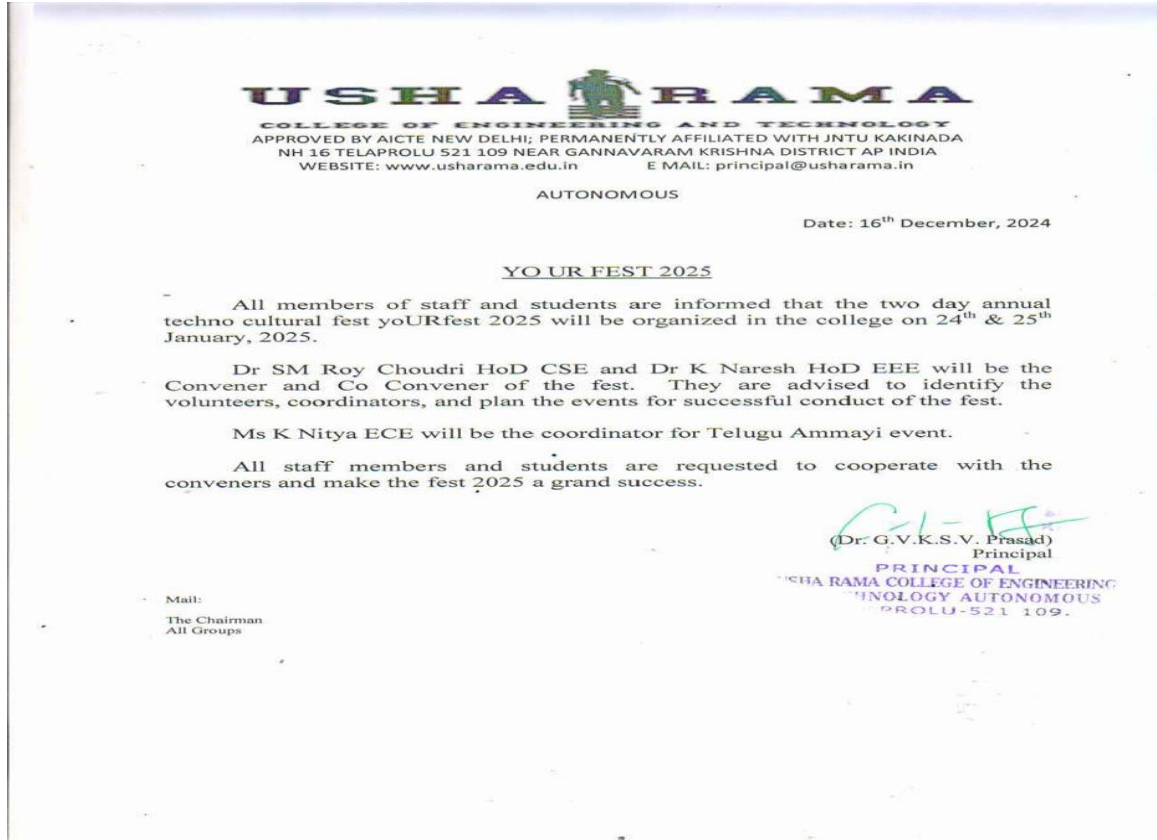 USHA RAMA
COLLEGE OF ENGINEERING AND TECHNOLOGY
APPROVED BY AICTE NEW DELHI; PERMANENTLY AFFILIATED WITH JNTU KAKINADA
NH 16 TELAPROLU 521 109 NEAR GANNAVARAM KRISHNA DISTRICT AP INDIA
WEBSITE: www.usharama.edu.in E MAIL: principal@usharama.in
AUTONOMOUS
Date: 16th December, 2024
YO UR FEST 2025
All members of staff and students are informed that the two day annual
techno cultural fest yoURfest 2025 will be organized in the college on 24th & 25th
January, 2025.
Dr SM Roy Choudri HoD CSE and Dr K Naresh HoD EEE will be the
Convener and Co Convener of the fest. They are advised to identify the
volunteers, coordinators, and plan the events for successful conduct of the fest.
Ms K Nitya ECE will be the coordinator for Telugu Ammayi event.
All staff members and students are requested to cooperate with the
conveners and make the fest 2025 a grand success.
(Dr. G.V.K.S.V. Prasad)
Principal
PRINCIPAL
RAMA COLLEGE OF ENGINEERING
AUTONOMOUS
521 109.
Mail:
The Chairman
All Groups